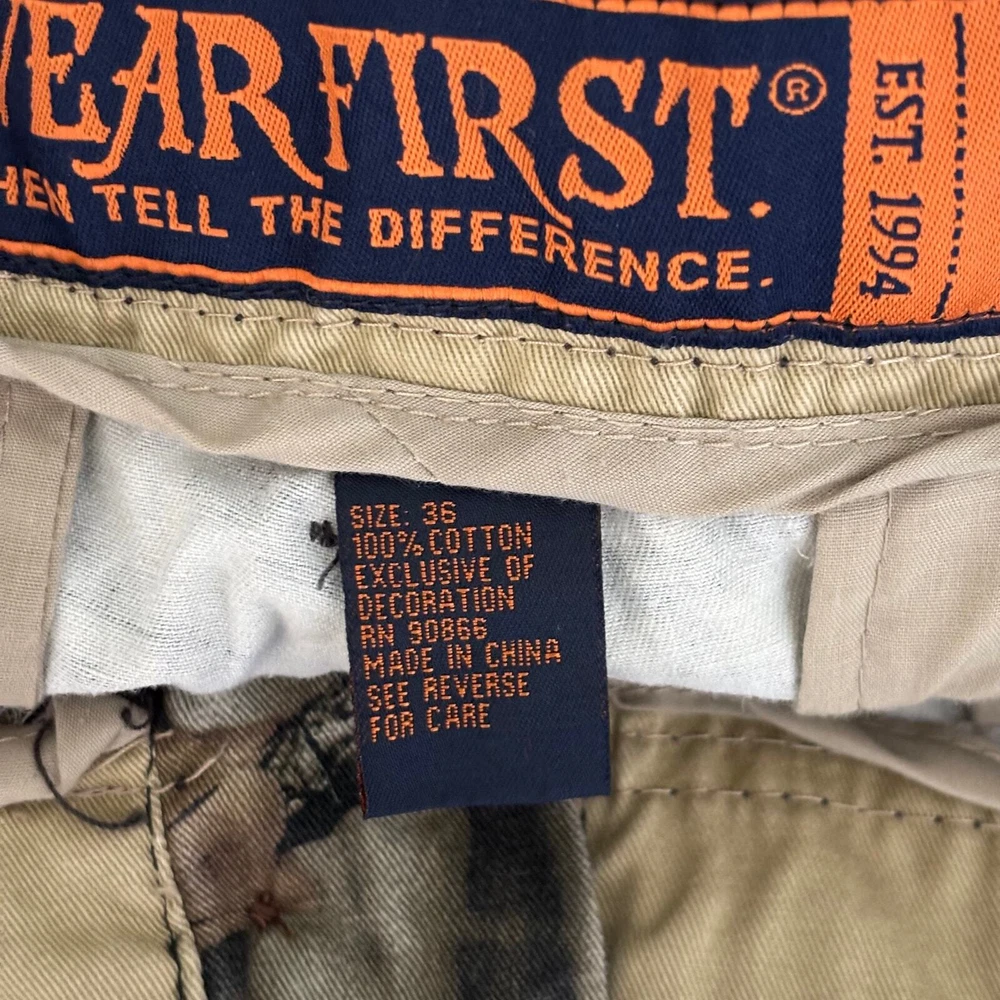 EARFIRST.®
HEN TELL THE DIFFERENCE.
EST. 1994
SIZE: 36
100% COTTON
EXCLUSIVE OF
DECORATION
RN 90866
MADE IN CHINA
SEE REVERSE
FOR CARE